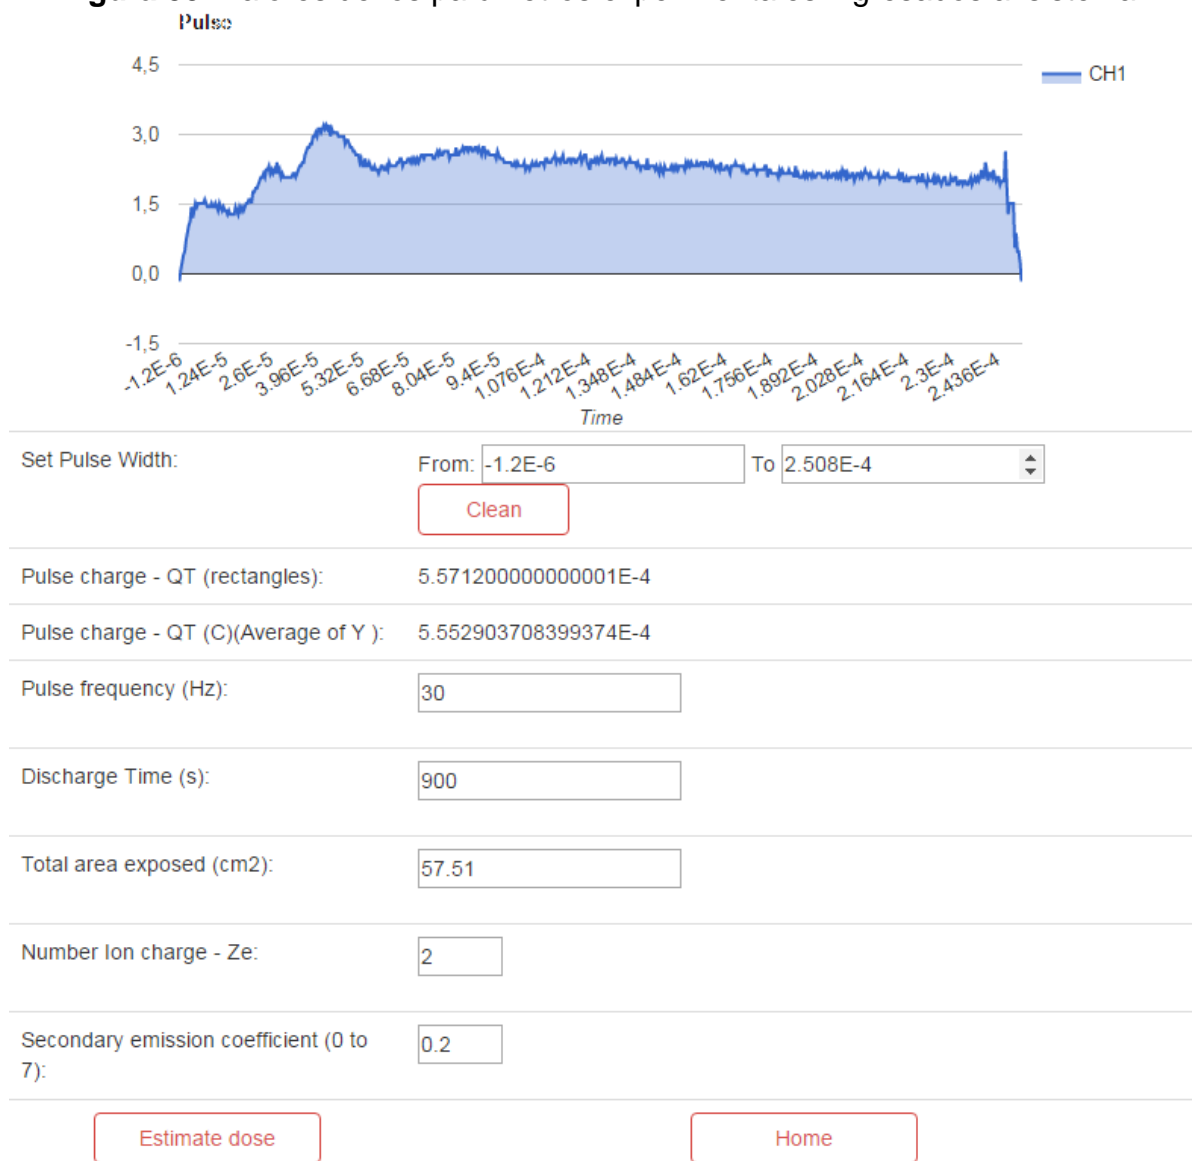 Pulse
4,5
CH1
3,0
1,5
0,0
-1,5
-1.2E-6 1.24E-5 2.6E-5 3.96E-5 5.32E-5 6.68E-5 8.04E-5 9.4E-5 1.076E-4 1.212E-4 1.348E-4 1.484E-4 1.62E-4 1.756E-4 1.892E-4 2.028E-4 2.164E-4 2.3E-4 2.436E-4
Time
Set Pulse Width: From: -1.2E-6 To 2.508E-4
Clean
Pulse charge - QT (rectangles): 5.571200000000001E-4
Pulse charge - QT (C)(Average of Y ): 5.552903708399374E-4
Pulse frequency (Hz): 30
Discharge Time (s): 900
Total area exposed (cm2): 57.51
Number Ion charge - Ze: 2
Secondary emission coefficient (0 to
7): 0.2
Estimate dose Home